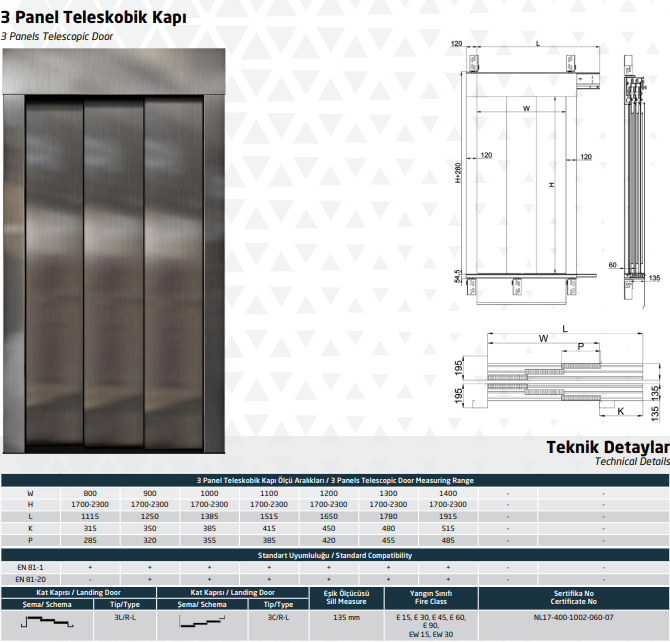 3 Panel Teleskobik Kapı
3 Panels Telescopic Door
120 L
W
120 120
H+280
H
54,5
60
135
L
W
P
195
195
135
135
K
Teknik Detaylar
Technical Details
3 Panel Teleskobik Kapı Ölçü Aralıkları / 3 Panels Telescopic Door Measuring Range
W 800 900 1000 1100 1200 1300 1400 - -
H 1700-2300 1700-2300 1700-2300 1700-2300 1700-2300 1700-2300 1700-2300 - -
L 1115 1250 1385 1515 1650 1780 1915 - -
K 315 350 385 415 450 480 515 - -
P 285 320 355 385 420 455 485 - -
Standart Uyumluluğu / Standard Compatibility
EN 81-1 + + + + + + + - -
EN 81-20 - + + + + + + - -
Kat Kapısı / Landing Door Kat Kapısı / Landing Door Eşik Ölçücüsü Yangın Sınıfı Sertifika No
Şema/ Schema Tip/Type Şema/ Schema Tip/Type Sill Measure Fire Class Certificate No
3L/R-L 3C/R-L 135 mm E 15, E 30, E 45, E 60, NL17-400-1002-060-07
E 90,
EW 15, EW 30